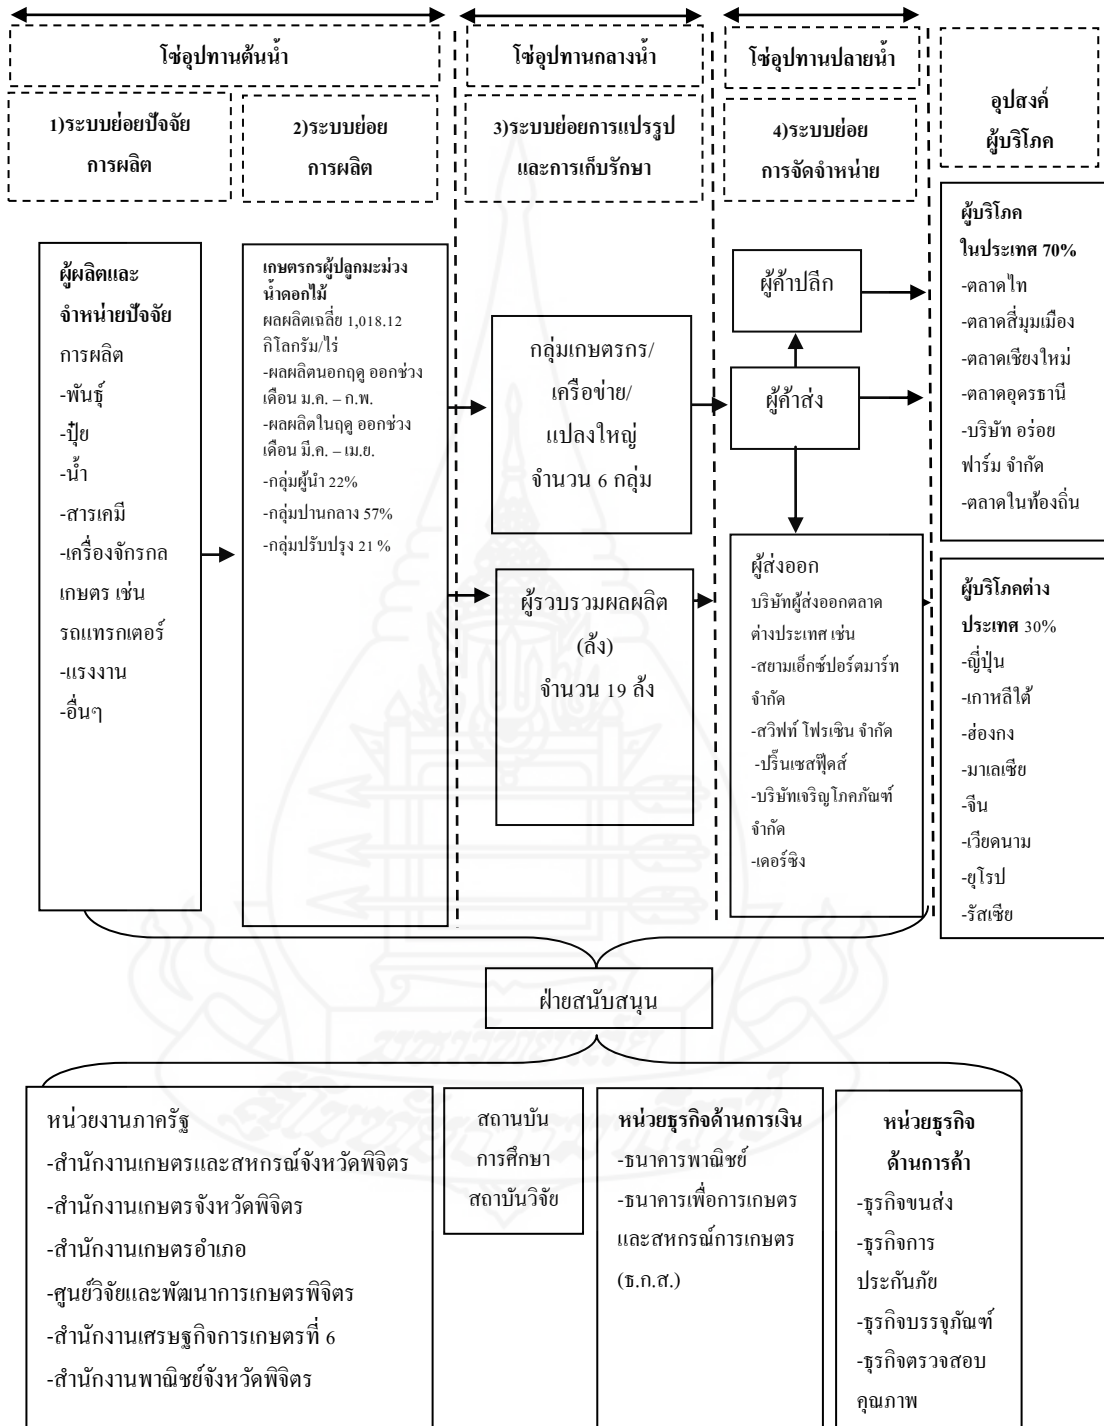 โซ่อุปทานต้นน้ำ
โซ่อุปทานกลางน้ำ
โซ่อุปทานปลายน้ำ
อุปสงค์
ผู้บริโภค
1)ระบบย่อยปัจจัย
การผลิต
2)ระบบย่อย
การผลิต
3)ระบบย่อยการแปรรูป
และการเก็บรักษา
4)ระบบย่อย
การจัดจำหน่าย
ผู้ผลิตและ
จำหน่ายปัจจัย
การผลิต
-พันธุ์
-ปุ๋ย
-น้ำ
-สารเคมี
-เครื่องจักรกล
เกษตร เช่น
รถแทรกเตอร์
-แรงงาน
-อื่นๆ
เกษตรกรผู้ปลูกมะม่วง
น้ำดอกไม้
ผลผลิตเฉลี่ย 1,018.12
กิโลกรัม/ไร่
-ผลผลิตนอกฤดู ออกช่วง
เดือน ม.ค. – ก.พ.
-ผลผลิตในฤดู ออกช่วง
เดือน มี.ค. – เม.ย.
-กลุ่มผู้นำ 22%
-กลุ่มปานกลาง 57%
-กลุ่มปรับปรุง 21 %
กลุ่มเกษตรกร/
เครือข่าย/
แปลงใหญ่
จำนวน 6 กลุ่ม
ผู้รวบรวมผลผลิต
(ล้ง)
จำนวน 19 ล้ง
ผู้ค้าปลีก
ผู้ค้าส่ง
ผู้ส่งออก
บริษัทผู้ส่งออกตลาด
ต่างประเทศ เช่น
-สยามเอ็กซ์ปอร์ตมาร์ท
จำกัด
-สวิฟท์ โฟรเซิน จำกัด
-ปริ๊นเซสฟู๊ดส์
-บริษัทเจริญโภคภัณฑ์
จำกัด
-เคอร์ซิง
ผู้บริโภค
ในประเทศ 70%
-ตลาดไท
-ตลาดสี่มุมเมือง
-ตลาดเชียงใหม่
-ตลาดอุดรธานี
-บริษัท อร่อย
ฟาร์ม จำกัด
-ตลาดในท้องถิ่น
ผู้บริโภคต่าง
ประเทศ 30%
-ญี่ปุ่น
-เกาหลีใต้
-ฮ่องกง
-มาเลเซีย
-จีน
-เวียดนาม
-ยุโรป
-รัสเซีย
ฝ่ายสนับสนุน
หน่วยงานภาครัฐ
-สำนักงานเกษตรและสหกรณ์จังหวัดพิจิตร
-สำนักงานเกษตรจังหวัดพิจิตร
-สำนักงานเกษตรอำเภอ
-ศูนย์วิจัยและพัฒนาการเกษตรพิจิตร
-สำนักงานเศรษฐกิจการเกษตรที่ 6
-สำนักงานพาณิชย์จังหวัดพิจิตร
สถาบัน
การศึกษา
สถาบันวิจัย
หน่วยธุรกิจด้านการเงิน
-ธนาคารพาณิชย์
-ธนาคารเพื่อการเกษตร
และสหกรณ์การเกษตร
(ธ.ก.ส.)
หน่วยธุรกิจ
ด้านการค้า
-ธุรกิจขนส่ง
-ธุรกิจการ
ประกันภัย
-ธุรกิจบรรจุภัณฑ์
-ธุรกิจตรวจสอบ
คุณภาพ